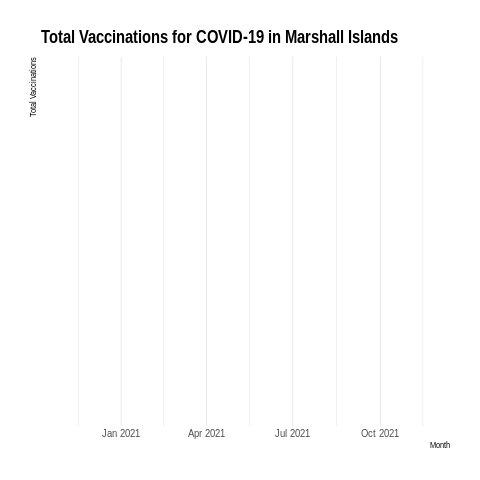 Total Vaccinations for COVID-19 in Marshall Islands
Total Vaccinations
Jan 2021 Apr 2021 Jul 2021 Oct 2021
Month